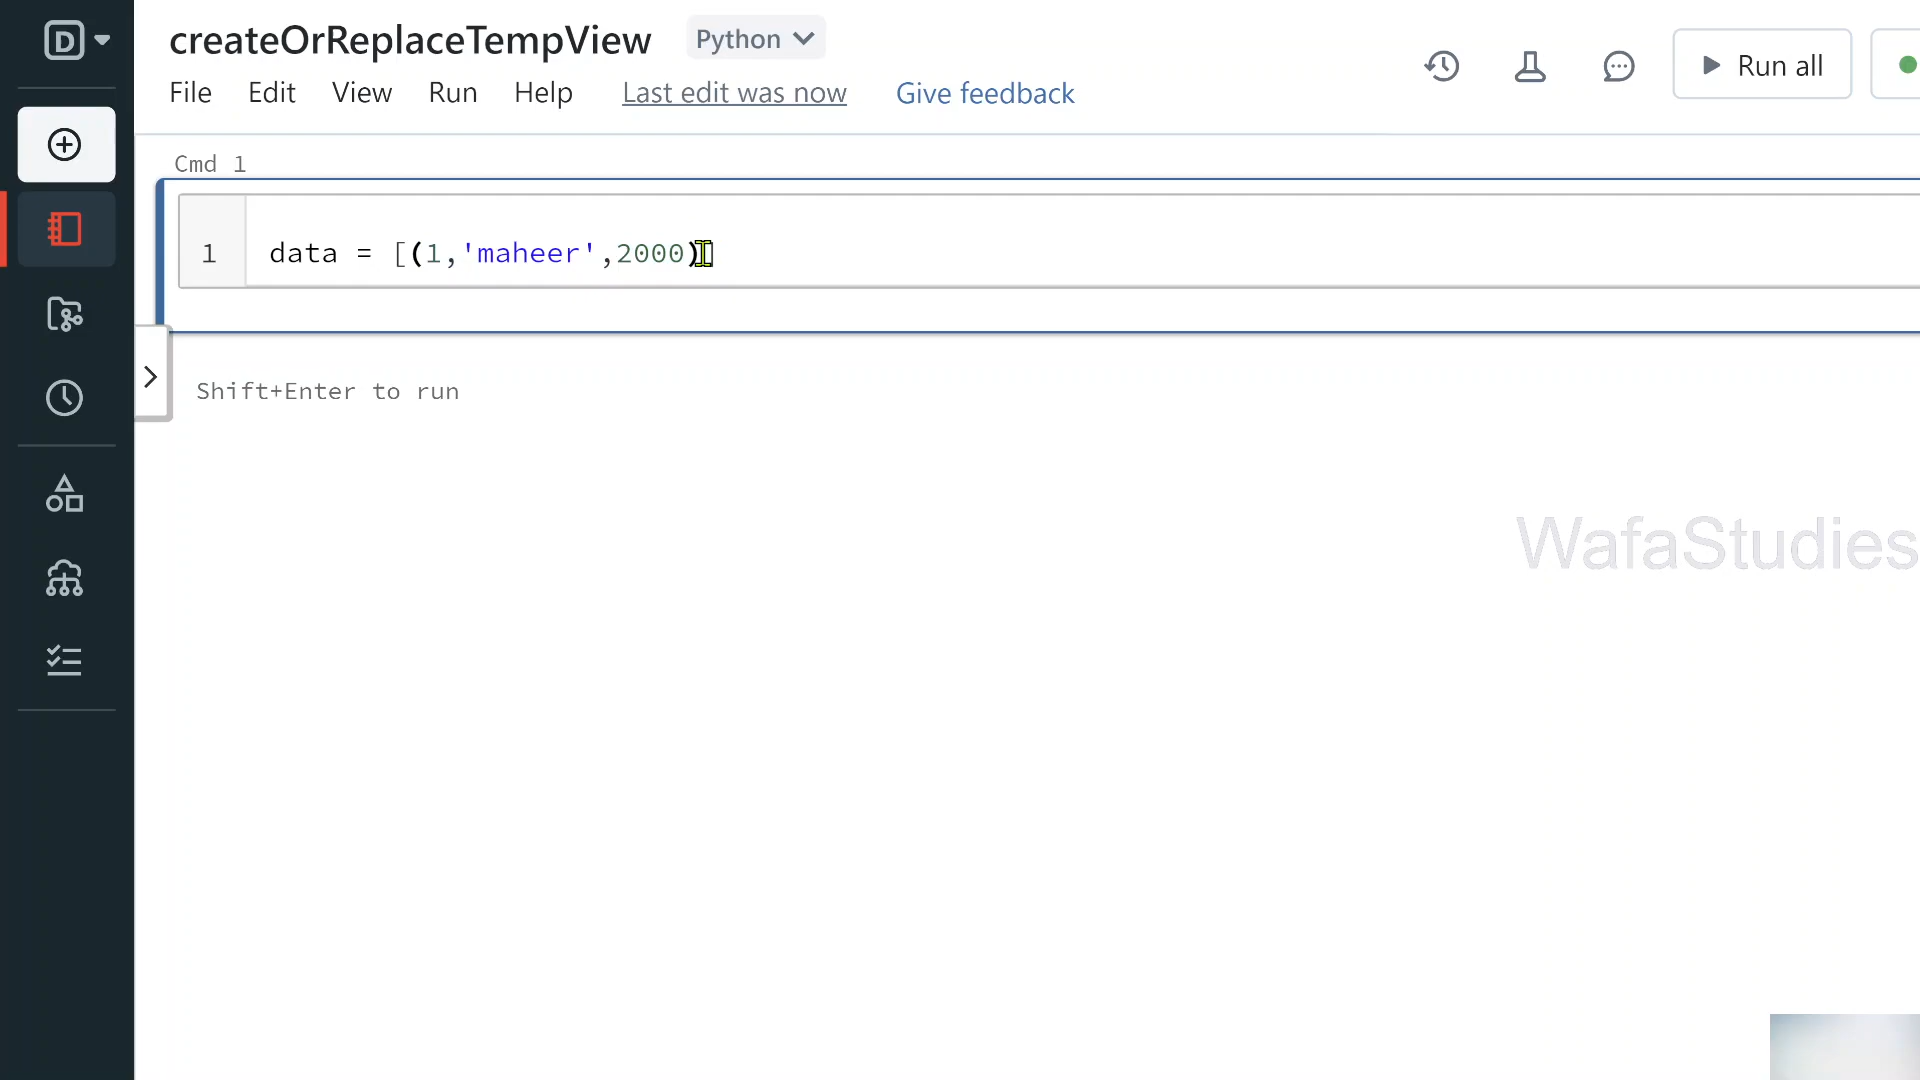 createOrReplaceTempView Python
File Edit View Run Help Last edit was now Give feedback
Run all
Cmd 1
1 data = [(1,'maheer',2000)]
Shift+Enter to run
WafaStudies